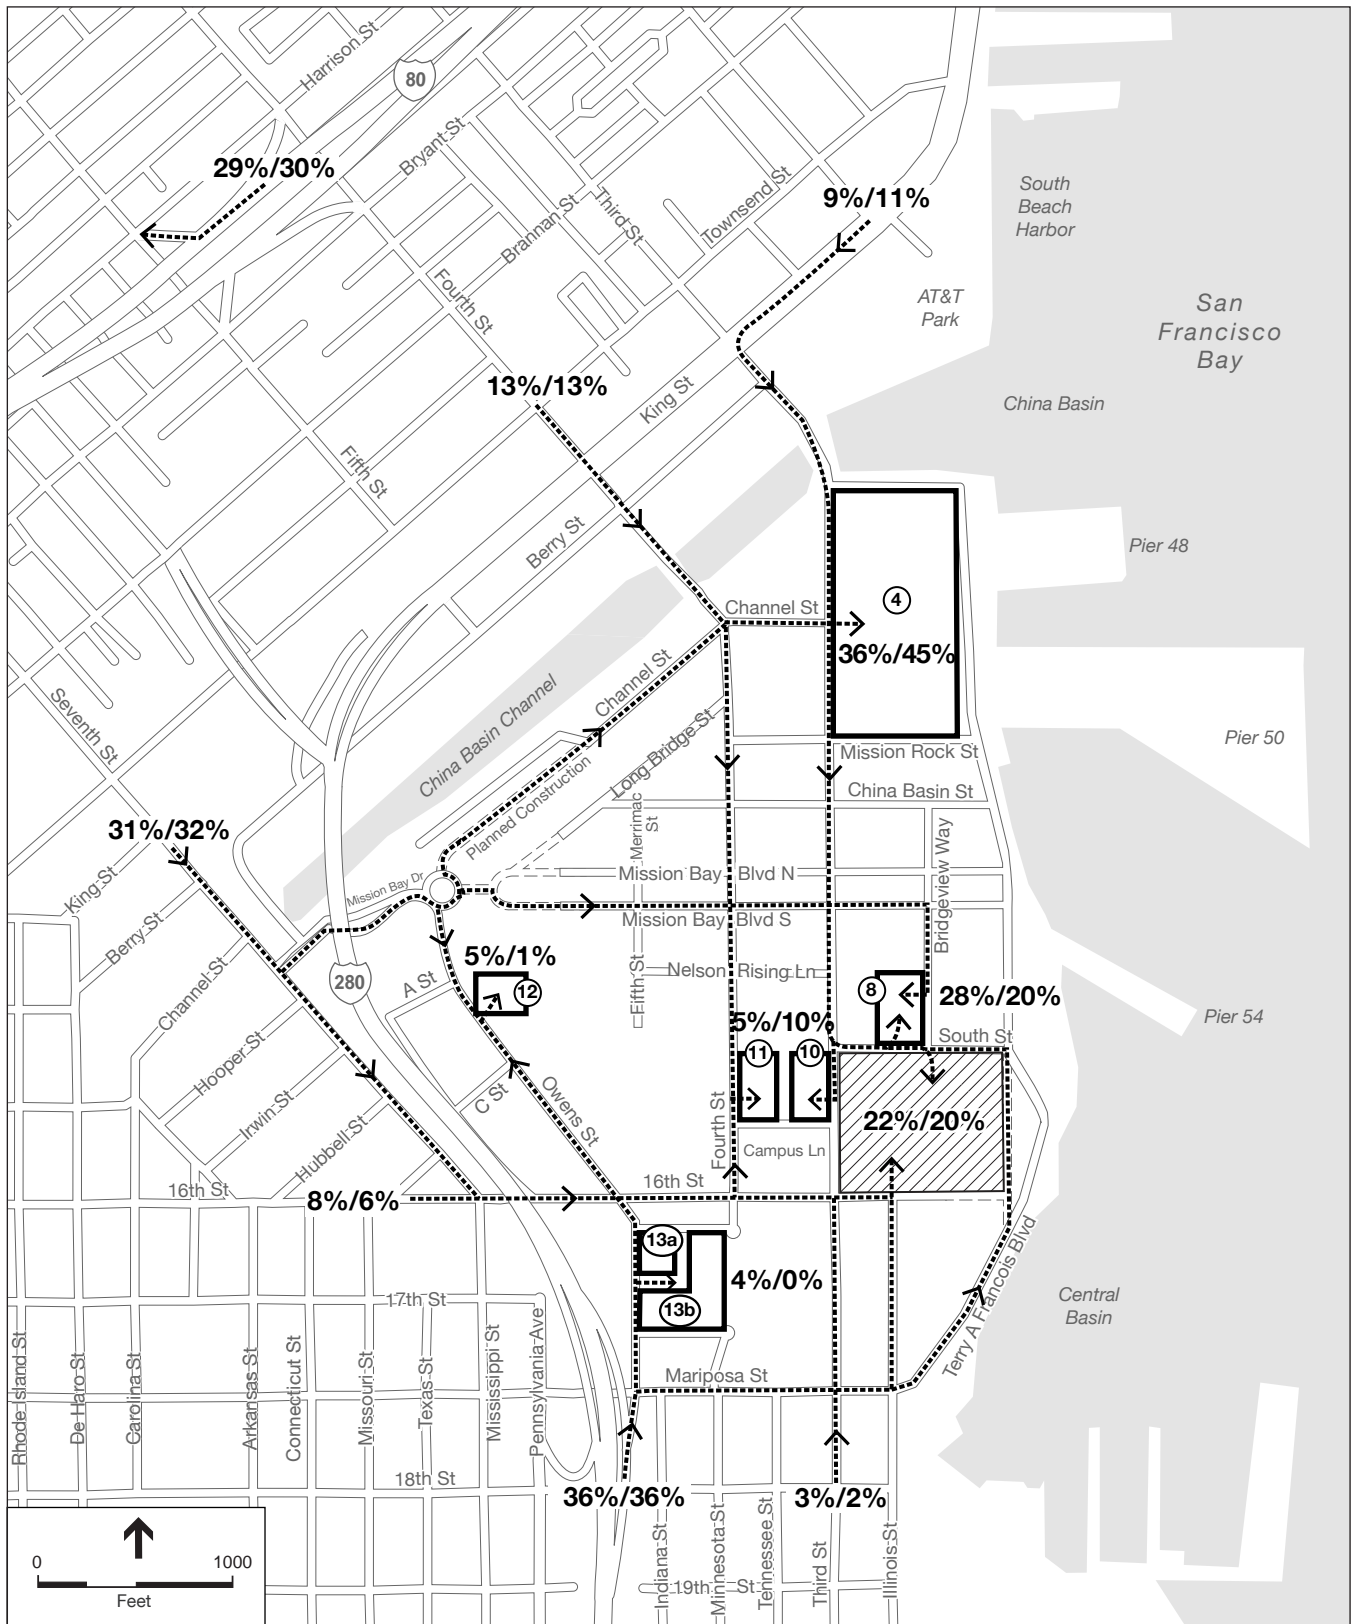 Harrison St
80
Bryant St
29%/30%
Third St
Townsend St
9%/11%
South
Beach
Harbor
Brannan St
Fourth St
AT&T
Park
San
Francisco
Bay
13%/13%
King St
China Basin
Fifth St
Berry St
Pier 48
Channel St
4
36%/45%
Channel St
China Basin Channel
Seventh St
Long Bridge St
Pier 50
Mission Rock St
Planned Construction
China Basin St
Merrimac
St
31%/32%
Bridgeview Way
King St
Mission Bay Dr
Mission Bay Blvd N
Mission Bay Blvd S
Berry St
5%/1%
Nelson Rising Ln
Channel St
280
A St
12
Fifth St
8
28%/20%
Pier 54
5%/10%
South St
Hooper St
11
10
C St
Owens St
Irwin St
Hubbell St
Fourth St
22%/20%
Campus Ln
16th St
16th St
8%/6%
13a
4%/0%
13b
Terry A Francois Blvd
Central
Basin
17th St
Rhode Island St
De Haro St
Carolina St
Arkansas St
Connecticut St
Missouri St
Texas St
Mississippi St
Pennsylvania Ave
Mariposa St
18th St
36%/36%
3%/2%
Indiana St
Minnesota St
Tennessee St
Third St
Illinois St
19th St
0
1000
Feet